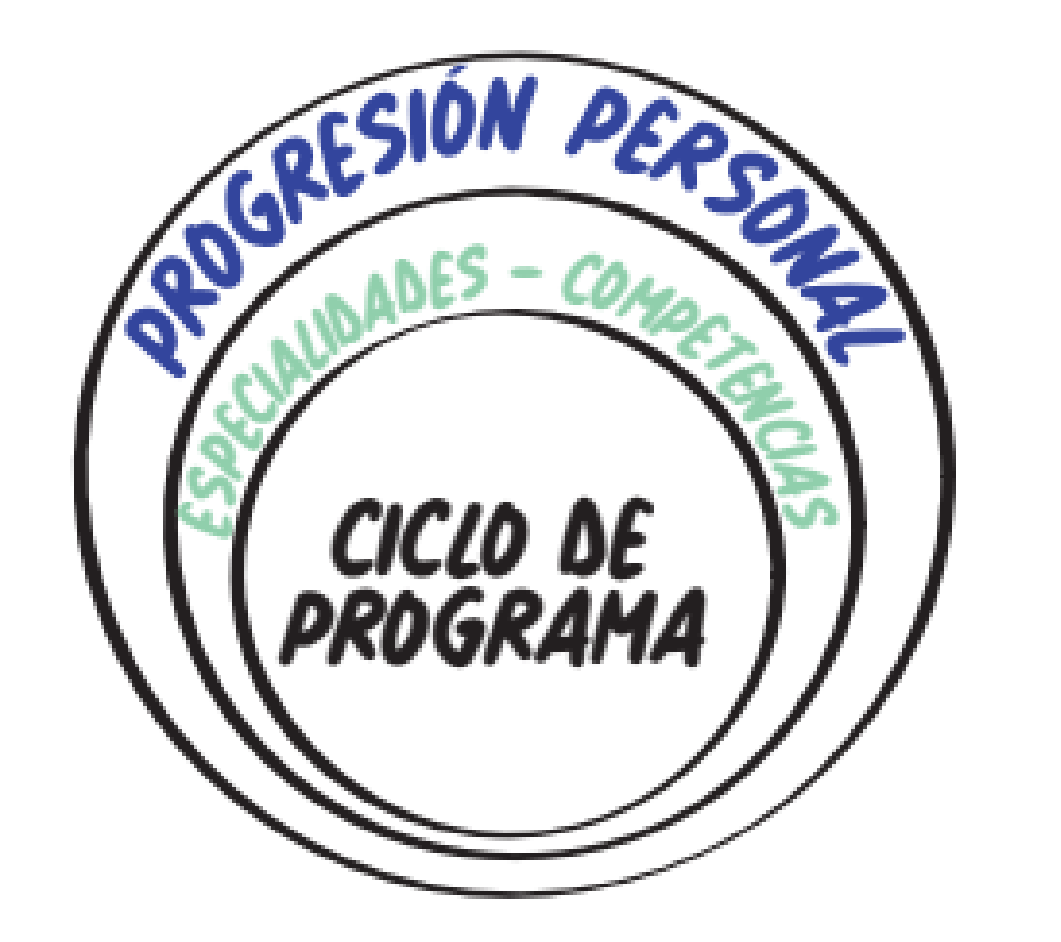 PROGRESIÓN PERSONAL
ESPECIALIDADES - COMPETENCIAS
CICLO DE
PROGRAMA